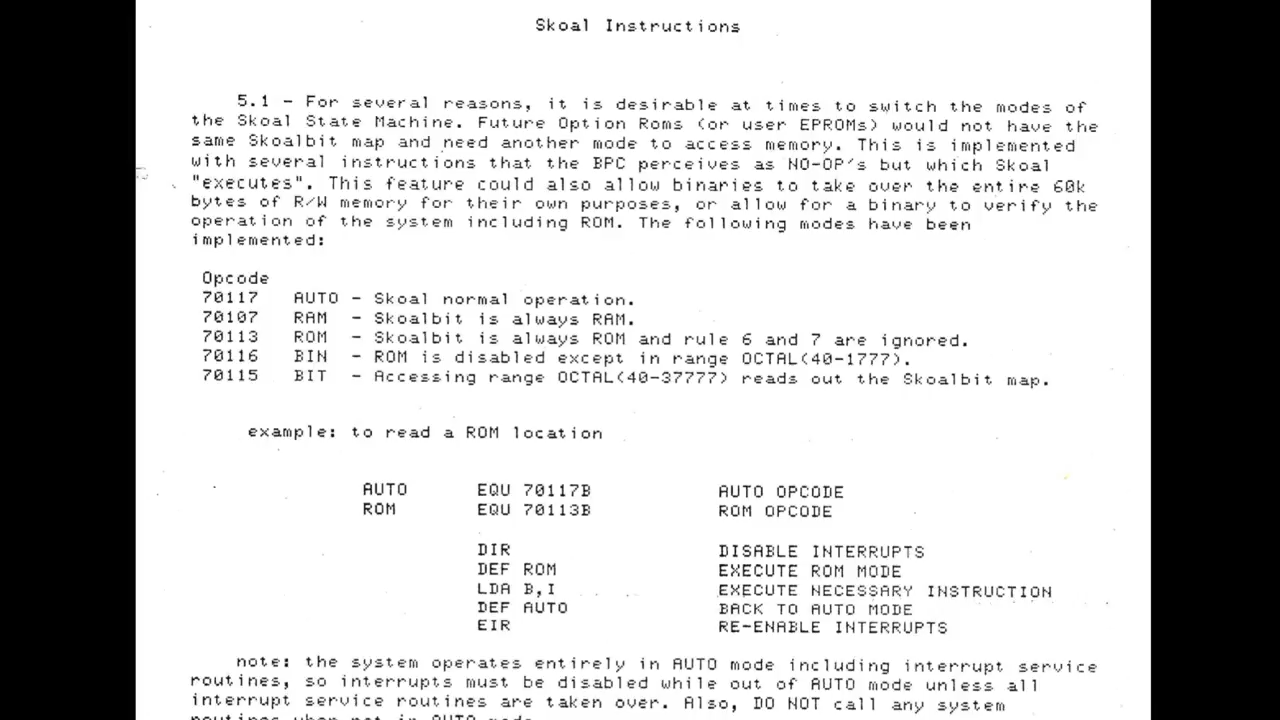 Skoal Instructions
5.1 - For several reasons, it is desirable at times to switch the modes of
the Skoal State Machine. Future Option Roms (or user EPROMs) would not have the
same Skoalbit map and need another mode to access memory. This is implemented
with several instructions that the BPC perceives as NO-OP's but which Skoal
"executes". This feature could also allow binaries to take over the entire 60k
bytes of R/W memory for their own purposes, or allow for a binary to verify the
operation of the system including ROM. The following modes have been
implemented:
Opcode
70117 AUTO - Skoal normal operation.
70107 RAM - Skoalbit is always RAM.
70113 ROM - Skoalbit is always ROM and rule 6 and 7 are ignored.
70116 BIN - ROM is disabled except in range OCTAL(40-1777).
70115 BIT - Accessing range OCTAL(40-37777) reads out the Skoalbit map.
example: to read a ROM location
AUTO EQU 70117B AUTO OPCODE
ROM EQU 70113B ROM OPCODE
DIR DISABLE INTERRUPTS
DEF ROM EXECUTE ROM MODE
LDA B,I EXECUTE NECESSARY INSTRUCTION
DEF AUTO BACK TO AUTO MODE
EIR RE-ENABLE INTERRUPTS
note: the system operates entirely in AUTO mode including interrupt service
routines, so interrupts must be disabled while out of AUTO mode unless all
interrupt service routines are taken over. Also, DO NOT call any system
routines when not in AUTO mode.